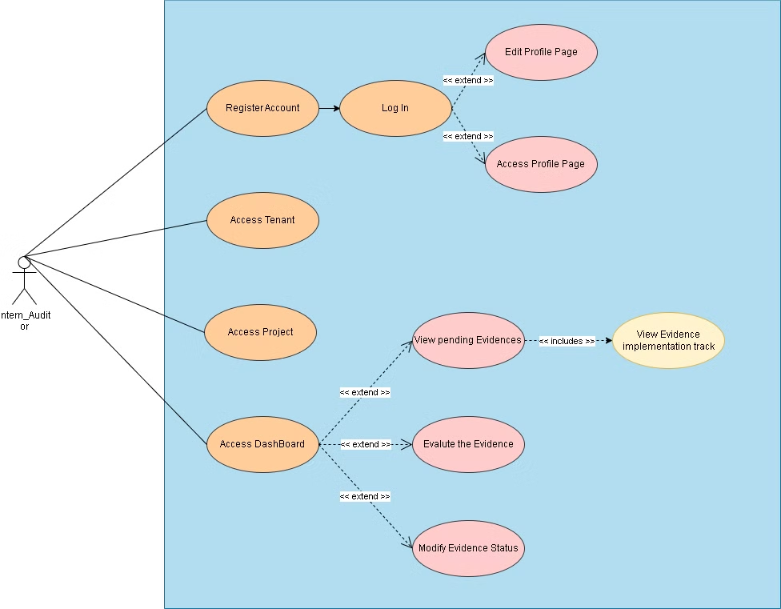 Edit Profile Page
<< extend >>
Register Account
Log In
<< extend >>
Access Profile Page
Access Tenant
ntern_Audit
or
Access Project
View pending Evidences
<< includes >>
View Evidence
implementation track
<< extend >>
Access DashBoard
<< extend >>
Evalute the Evidence
<< extend >>
Modify Evidence Status